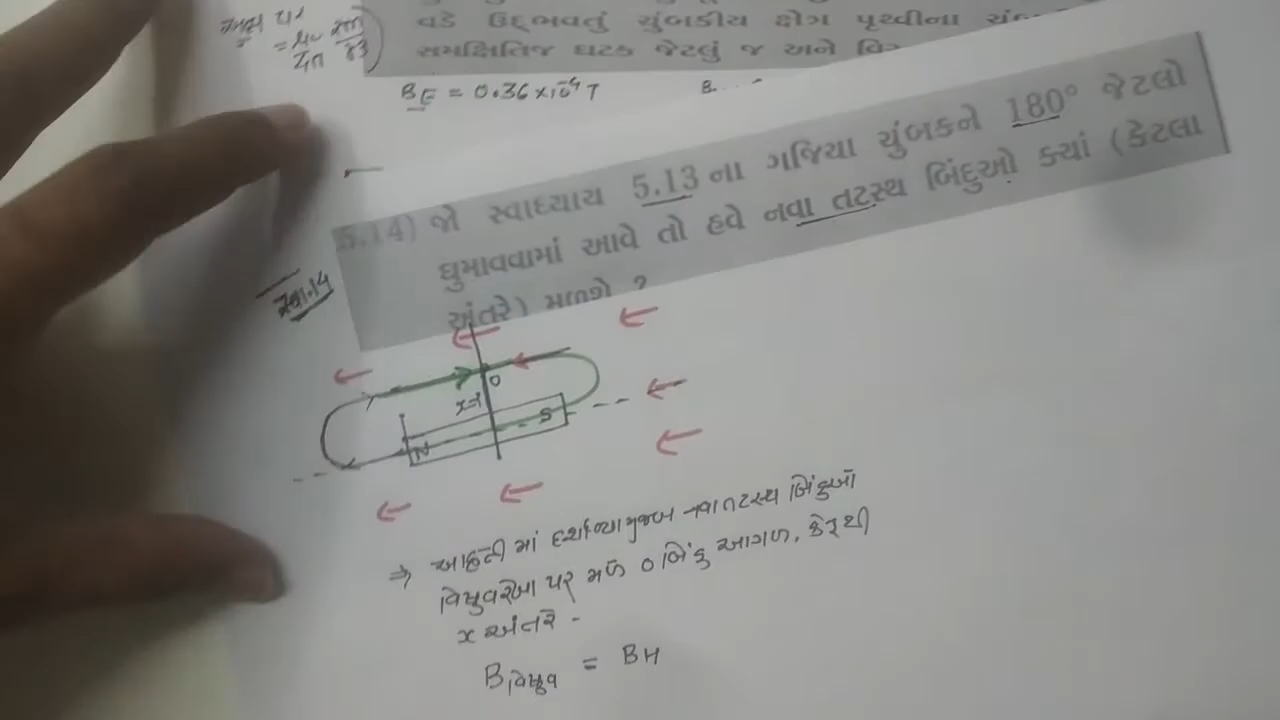 વડે ઉદ્ભવતું ચુંબકીય ક્ષેત્ર પૃથ્વીના
સમક્ષિતિજ ઘટક જેટલું જ અને
BE = 0.36 x 10⁻⁴ T
5.14) જો સ્વાધ્યાય 5.13 ના ગજિયા ચુંબકને 180° જેટલો
ઘુમાવવામાં આવે તો હવે નવા તટસ્થ બિંદુઓ ક્યાં (કેટલા
અંતરે) મળશે ?
સ્વા.14
O
x=
N S
⇒ આકૃતીમાં દર્શાવ્યા મુજબ નવા તટસ્થ બિંદુઓ
વિષુવરેખા પર મળે O બિંદુ આગળ, કેન્દ્રથી
x અંતરે -
Bવિષુવ = BH